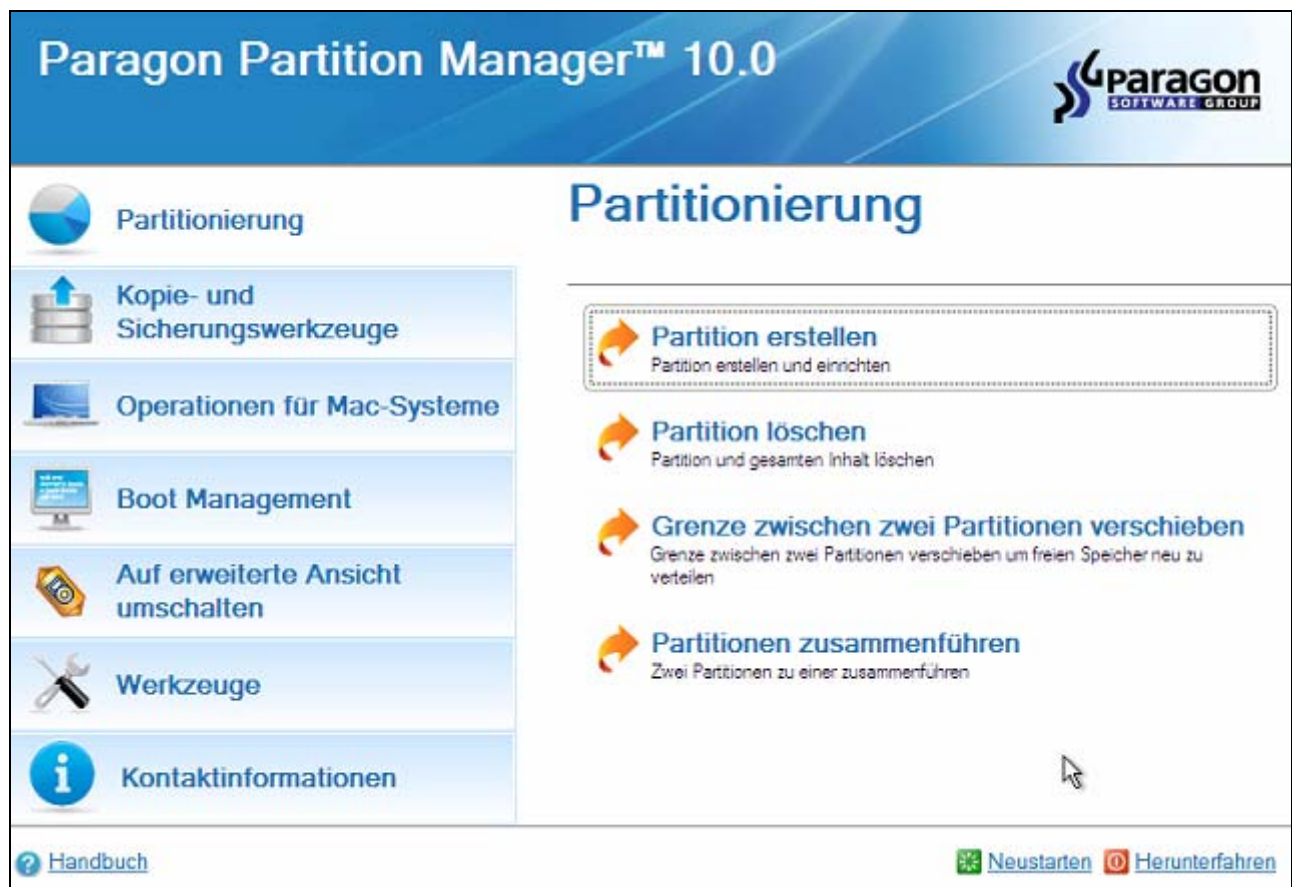 Paragon Partition Manager™ 10.0
Paragon
SOFTWARE GROUP
Partitionierung
Kopie- und
Sicherungswerkzeuge
Operationen für Mac-Systeme
Boot Management
Auf erweiterte Ansicht
umschalten
Werkzeuge
Kontaktinformationen
Partitionierung
Partition erstellen
Partition erstellen und einrichten
Partition löschen
Partition und gesamten Inhalt löschen
Grenze zwischen zwei Partitionen verschieben
Grenze zwischen zwei Partitionen verschieben um freien Speicher neu zu
verteilen
Partitionen zusammenführen
Zwei Partitionen zu einer zusammenführen
Handbuch
Neustarten Herunterfahren